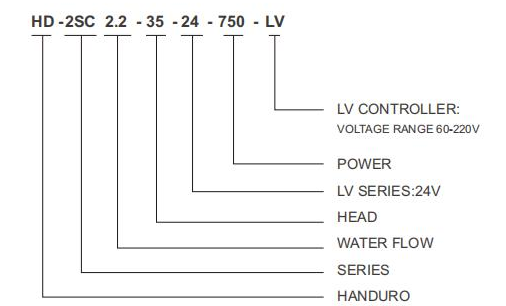 HD-2SC 2.2-35-24-750-LV
LV CONTROLLER:
VOLTAGE RANGE 60-220V
POWER
LV SERIES:24V
HEAD
WATER FLOW
SERIES
HANDURO